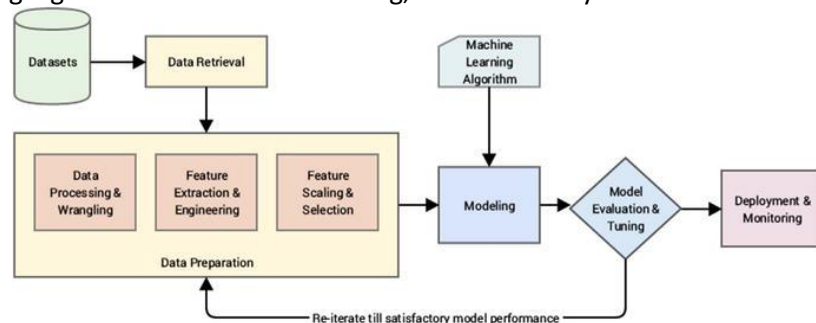 Datasets
Data Retrieval
Machine
Learning
Algorithm
Data
Processing &
Wrangling
Feature
Extraction &
Engineering
Feature
Scaling &
Selection
Data Preparation
Modeling
Model
Evaluation &
Tuning
Deployment &
Monitoring
Re-iterate till satisfactory model performance